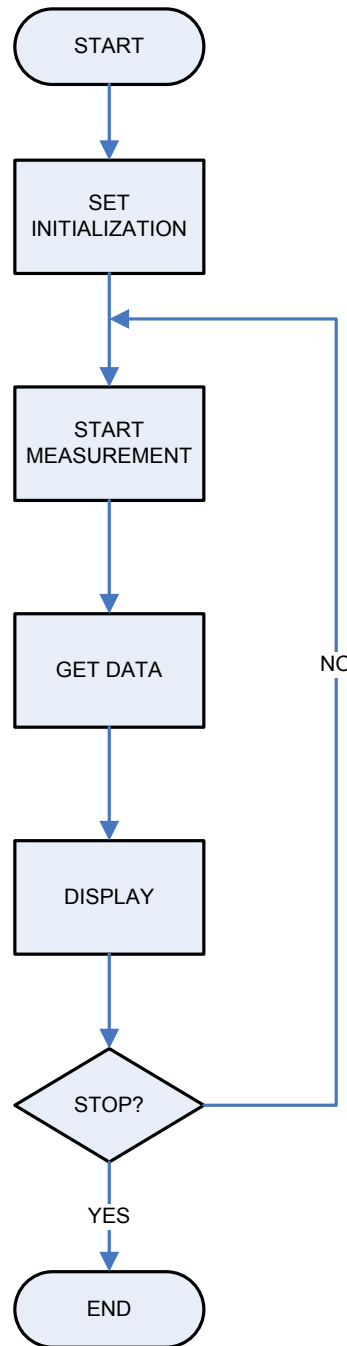 START
SET
INITIALIZATION
START
MEASUREMENT
GET DATA
NO
DISPLAY
STOP?
YES
END